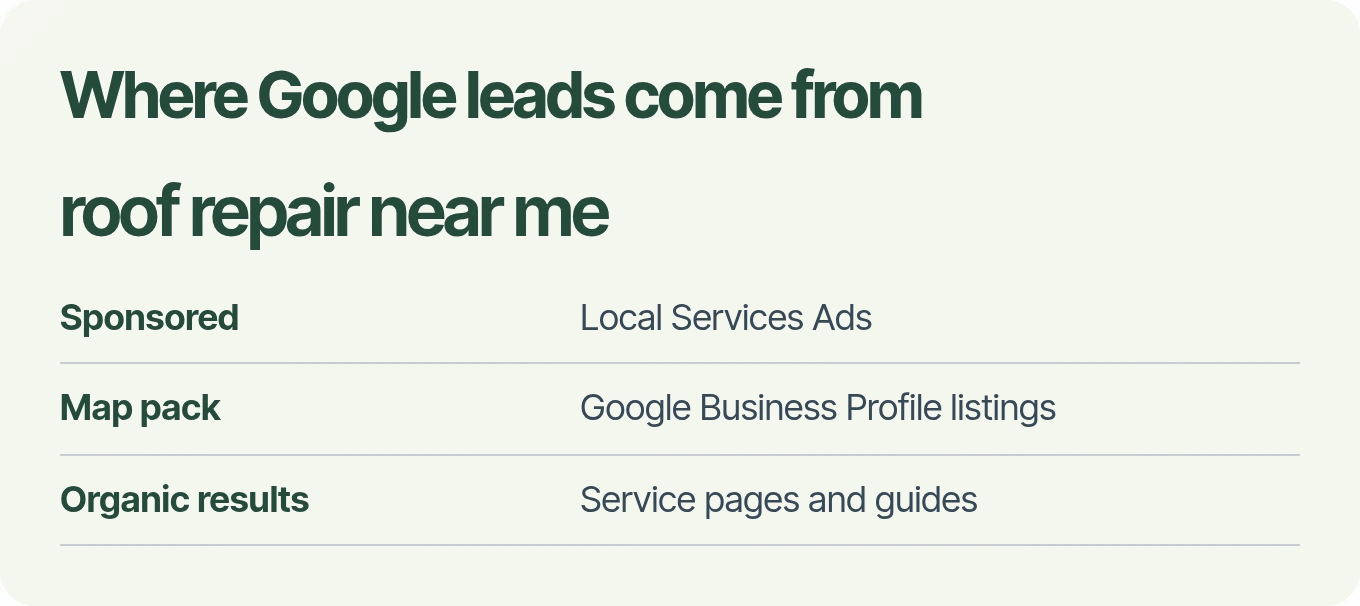 Where Google leads come from
roof repair near me
Sponsored Local Services Ads
Map pack Google Business Profile listings
Organic results Service pages and guides